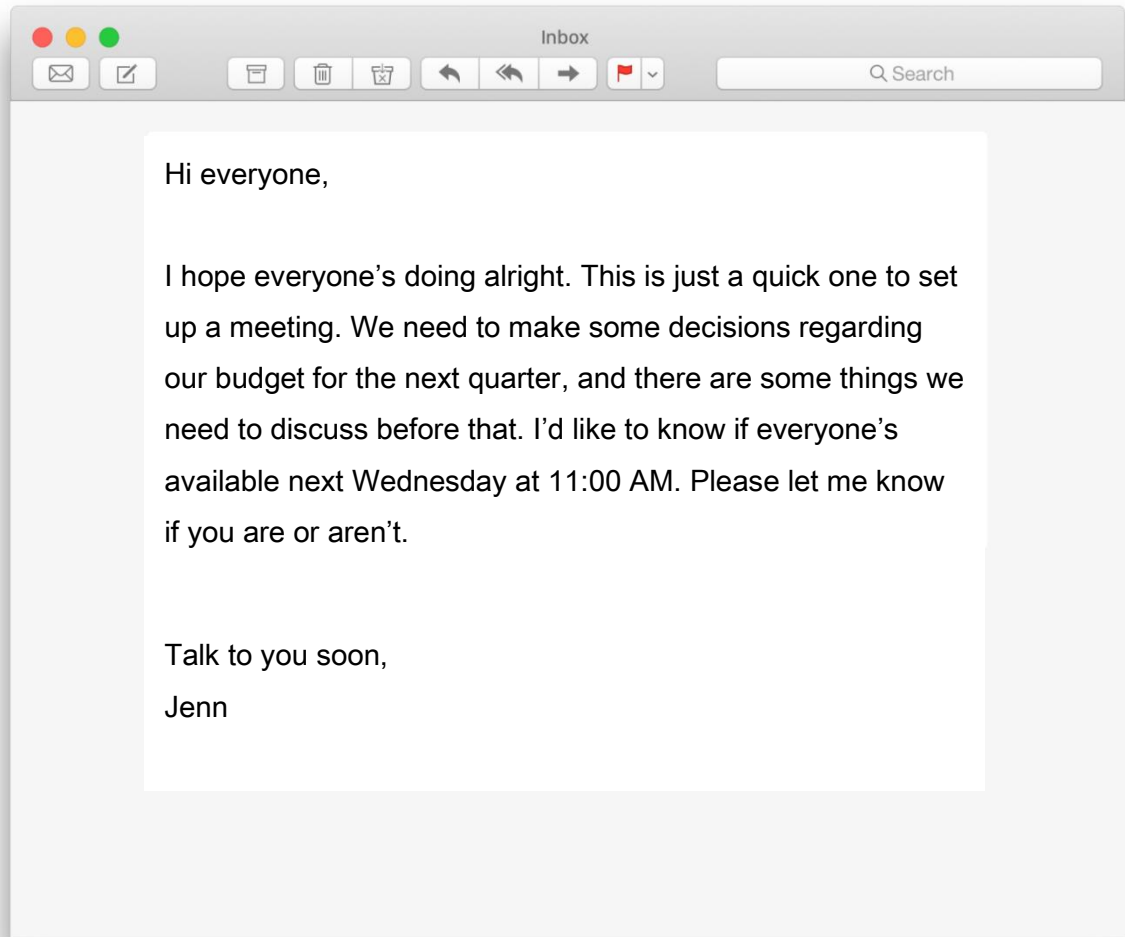 Inbox
Search
Hi everyone,
I hope everyone’s doing alright. This is just a quick one to set
up a meeting. We need to make some decisions regarding
our budget for the next quarter, and there are some things we
need to discuss before that. I’d like to know if everyone’s
available next Wednesday at 11:00 AM. Please let me know
if you are or aren’t.
Talk to you soon,
Jenn